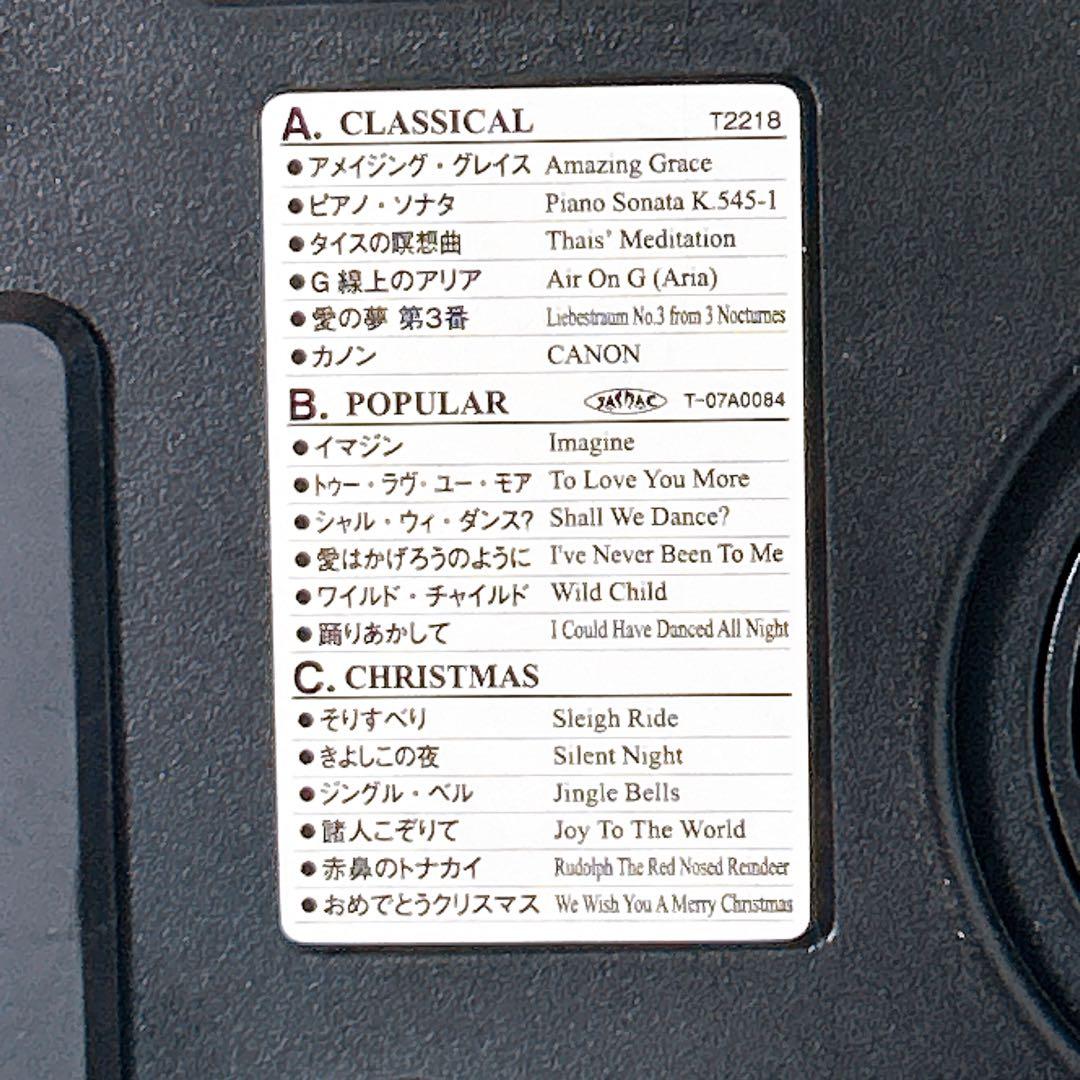 A. CLASSICAL T2218
●アメイジング・グレイス Amazing Grace
●ピアノ・ソナタ Piano Sonata K.545-1
●タイスの瞑想曲 Thais' Meditation
●G 線上のアリア Air On G (Aria)
●愛の夢 第3番 Liebestraum No.3 from 3 Nocturnes
●カノン CANON
B. POPULAR JASRAC T-07A0084
●イマジン Imagine
●トゥー・ラヴ・ユー・モア To Love You More
●シャル・ウィ・ダンス? Shall We Dance?
●愛はかげろうのように I've Never Been To Me
●ワイルド・チャイルド Wild Child
●踊りあかして I Could Have Danced All Night
C. CHRISTMAS
●そりすべり Sleigh Ride
●きよしこの夜 Silent Night
●ジングル・ベル Jingle Bells
●諸人こぞりて Joy To The World
●赤鼻のトナカイ Rudolph The Red Nosed Reindeer
●おめでとうクリスマス We Wish You A Merry Christmas